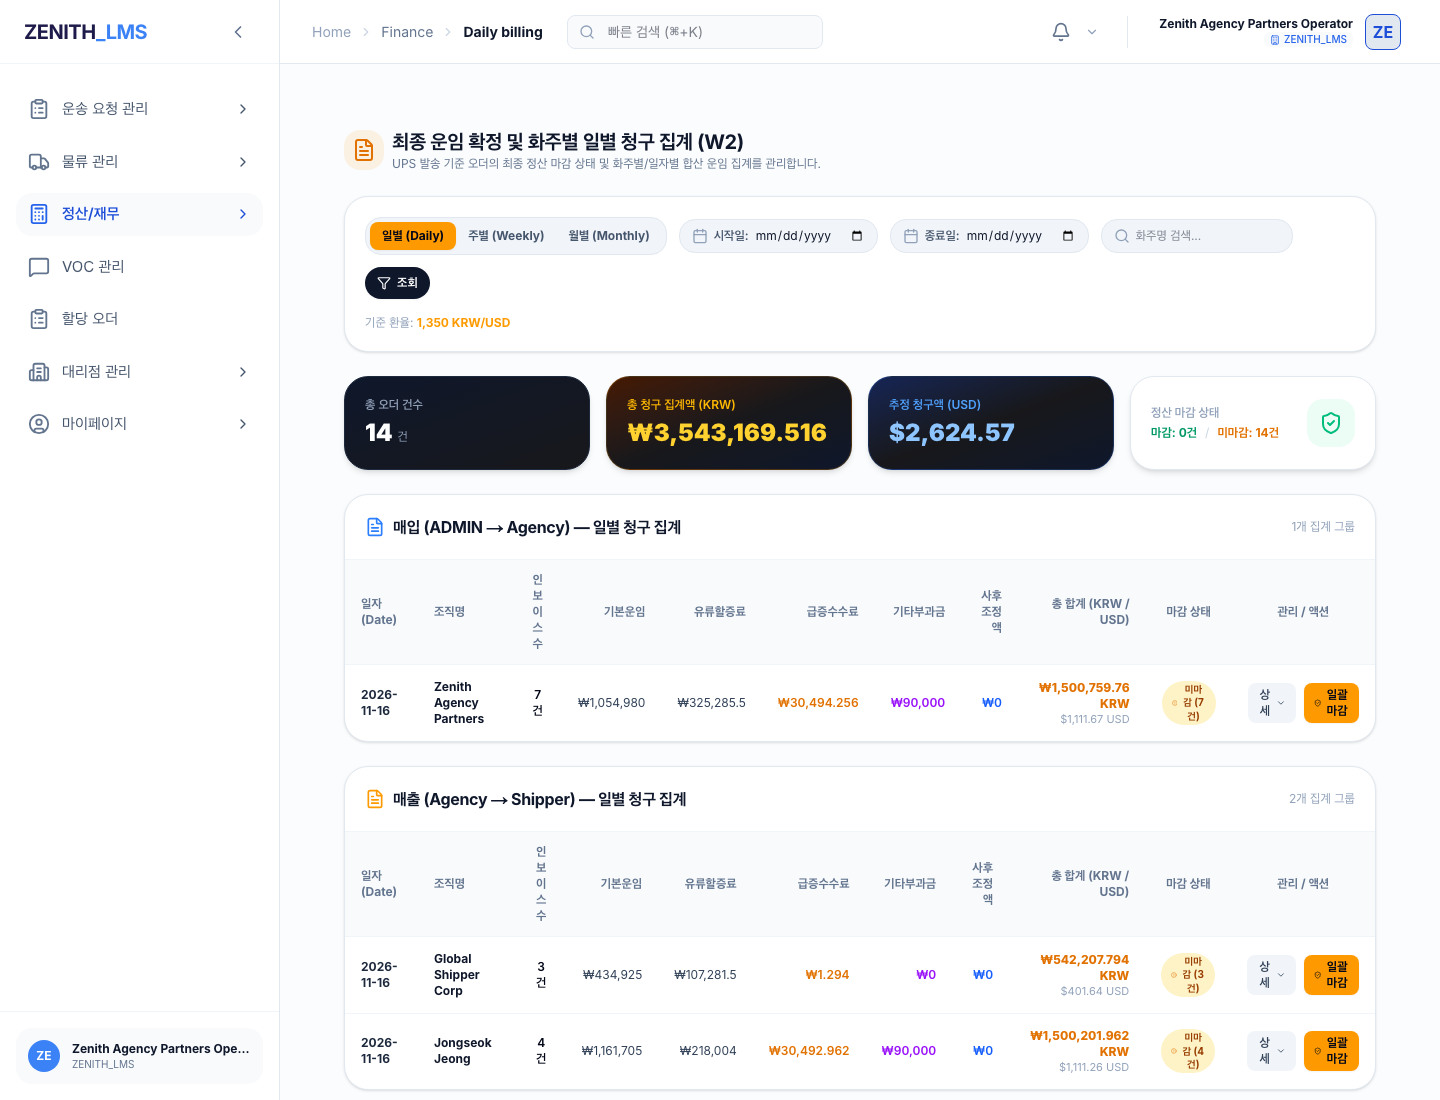 ZENITH_LMS
Home > Finance > Daily billing
빠른 검색 (⌘+K)
Zenith Agency Partners Operator
ZENITH_LMS
ZE
운송 요청 관리
물류 관리
정산/재무
VOC 관리
할당 오더
대리점 관리
마이페이지
ZE
Zenith Agency Partners Ope...
ZENITH_LMS
최종 운임 확정 및 화주별 일별 청구 집계 (W2)
UPS 발송 기준 오더의 최종 정산 마감 상태 및 화주별/일자별 합산 운임 집계를 관리합니다.
일별 (Daily) 주별 (Weekly) 월별 (Monthly) 시작일: mm/dd/yyyy 종료일: mm/dd/yyyy 화주명 검색...
조회
기준 환율: 1,350 KRW/USD
총 오더 건수
14 건
총 청구 집계액 (KRW)
₩3,543,169.516
추정 청구액 (USD)
$2,624.57
정산 마감 상태
마감: 0건 / 미마감: 14건
매입 (ADMIN → Agency) — 일별 청구 집계
1개 집계 그룹
일자
(Date)
조직명
인
보
이
스
수
기본운임
유류할증료
급증수수료
기타부과금
사후
조정
액
총 합계 (KRW /
USD)
마감 상태
관리 / 액션
2026-
11-16
Zenith
Agency
Partners
7
건
₩1,054,980
₩325,285.5
₩30,494.256
₩90,000
₩0
₩1,500,759.76
KRW
$1,111.67 USD
미마
감 (7
건)
상
세
일괄
마감
매출 (Agency → Shipper) — 일별 청구 집계
2개 집계 그룹
일자
(Date)
조직명
인
보
이
스
수
기본운임
유류할증료
급증수수료
기타부과금
사후
조정
액
총 합계 (KRW /
USD)
마감 상태
관리 / 액션
2026-
11-16
Global
Shipper
Corp
3
건
₩434,925
₩107,281.5
₩1.294
₩0
₩0
₩542,207.794
KRW
$401.64 USD
미마
감 (3
건)
상
세
일괄
마감
2026-
11-16
Jongseok
Jeong
4
건
₩1,161,705
₩218,004
₩30,492.962
₩90,000
₩0
₩1,500,201.962
KRW
$1,111.26 USD
미마
감 (4
건)
상
세
일괄
마감